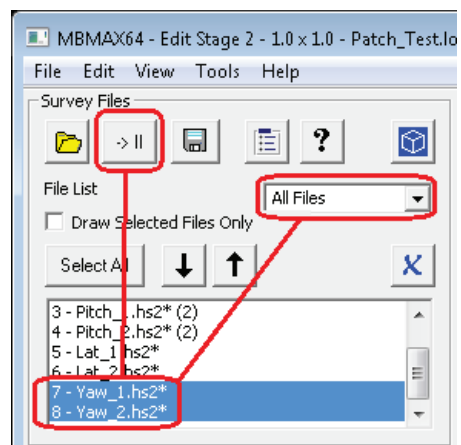 MBMAX64 - Edit Stage 2 - 1.0 x 1.0 - Patch_Test.lo
File Edit View Tools Help
Survey Files
-> II
?
File List
All Files
Draw Selected Files Only
Select All
X
3 - Pitch_1.hs2* (2)
4 - Pitch_2.hs2* (2)
5 - Lat_1.hs2*
6 - Lat_2.hs2*
7 - Yaw_1.hs2*
8 - Yaw_2.hs2*